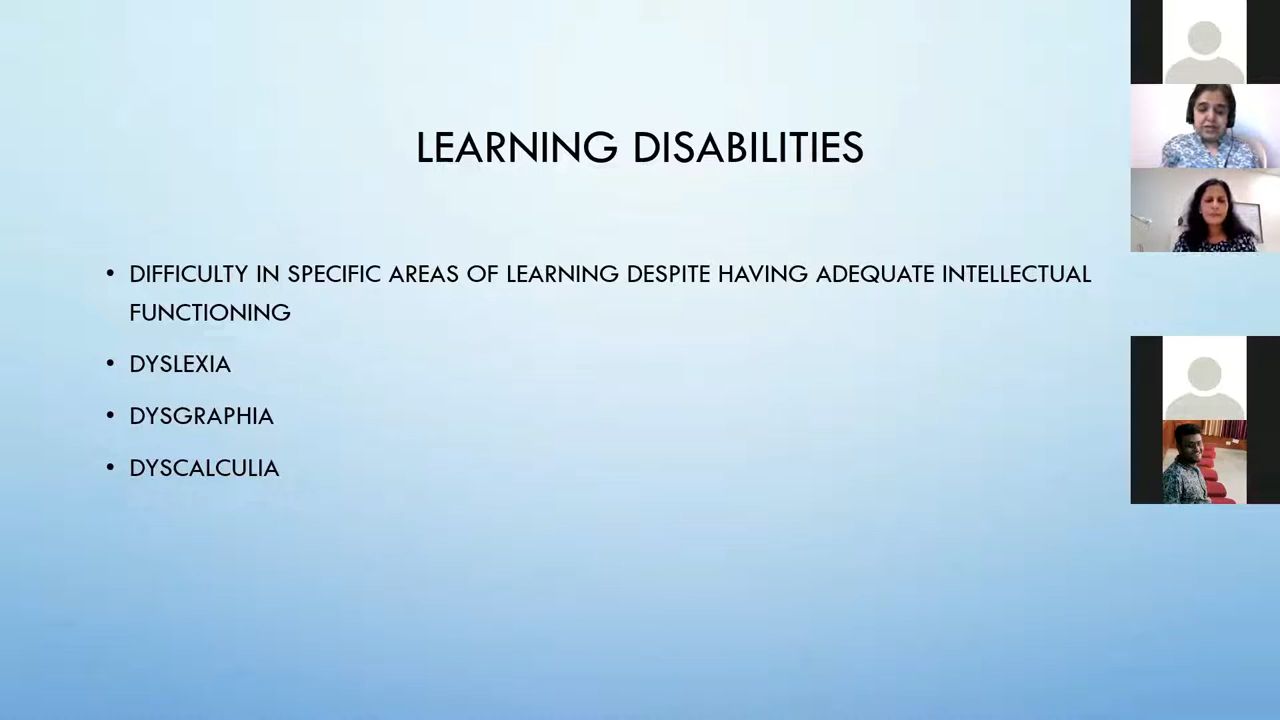 LEARNING DISABILITIES
• DIFFICULTY IN SPECIFIC AREAS OF LEARNING DESPITE HAVING ADEQUATE INTELLECTUAL
FUNCTIONING
• DYSLEXIA
• DYSGRAPHIA
• DYSCALCULIA